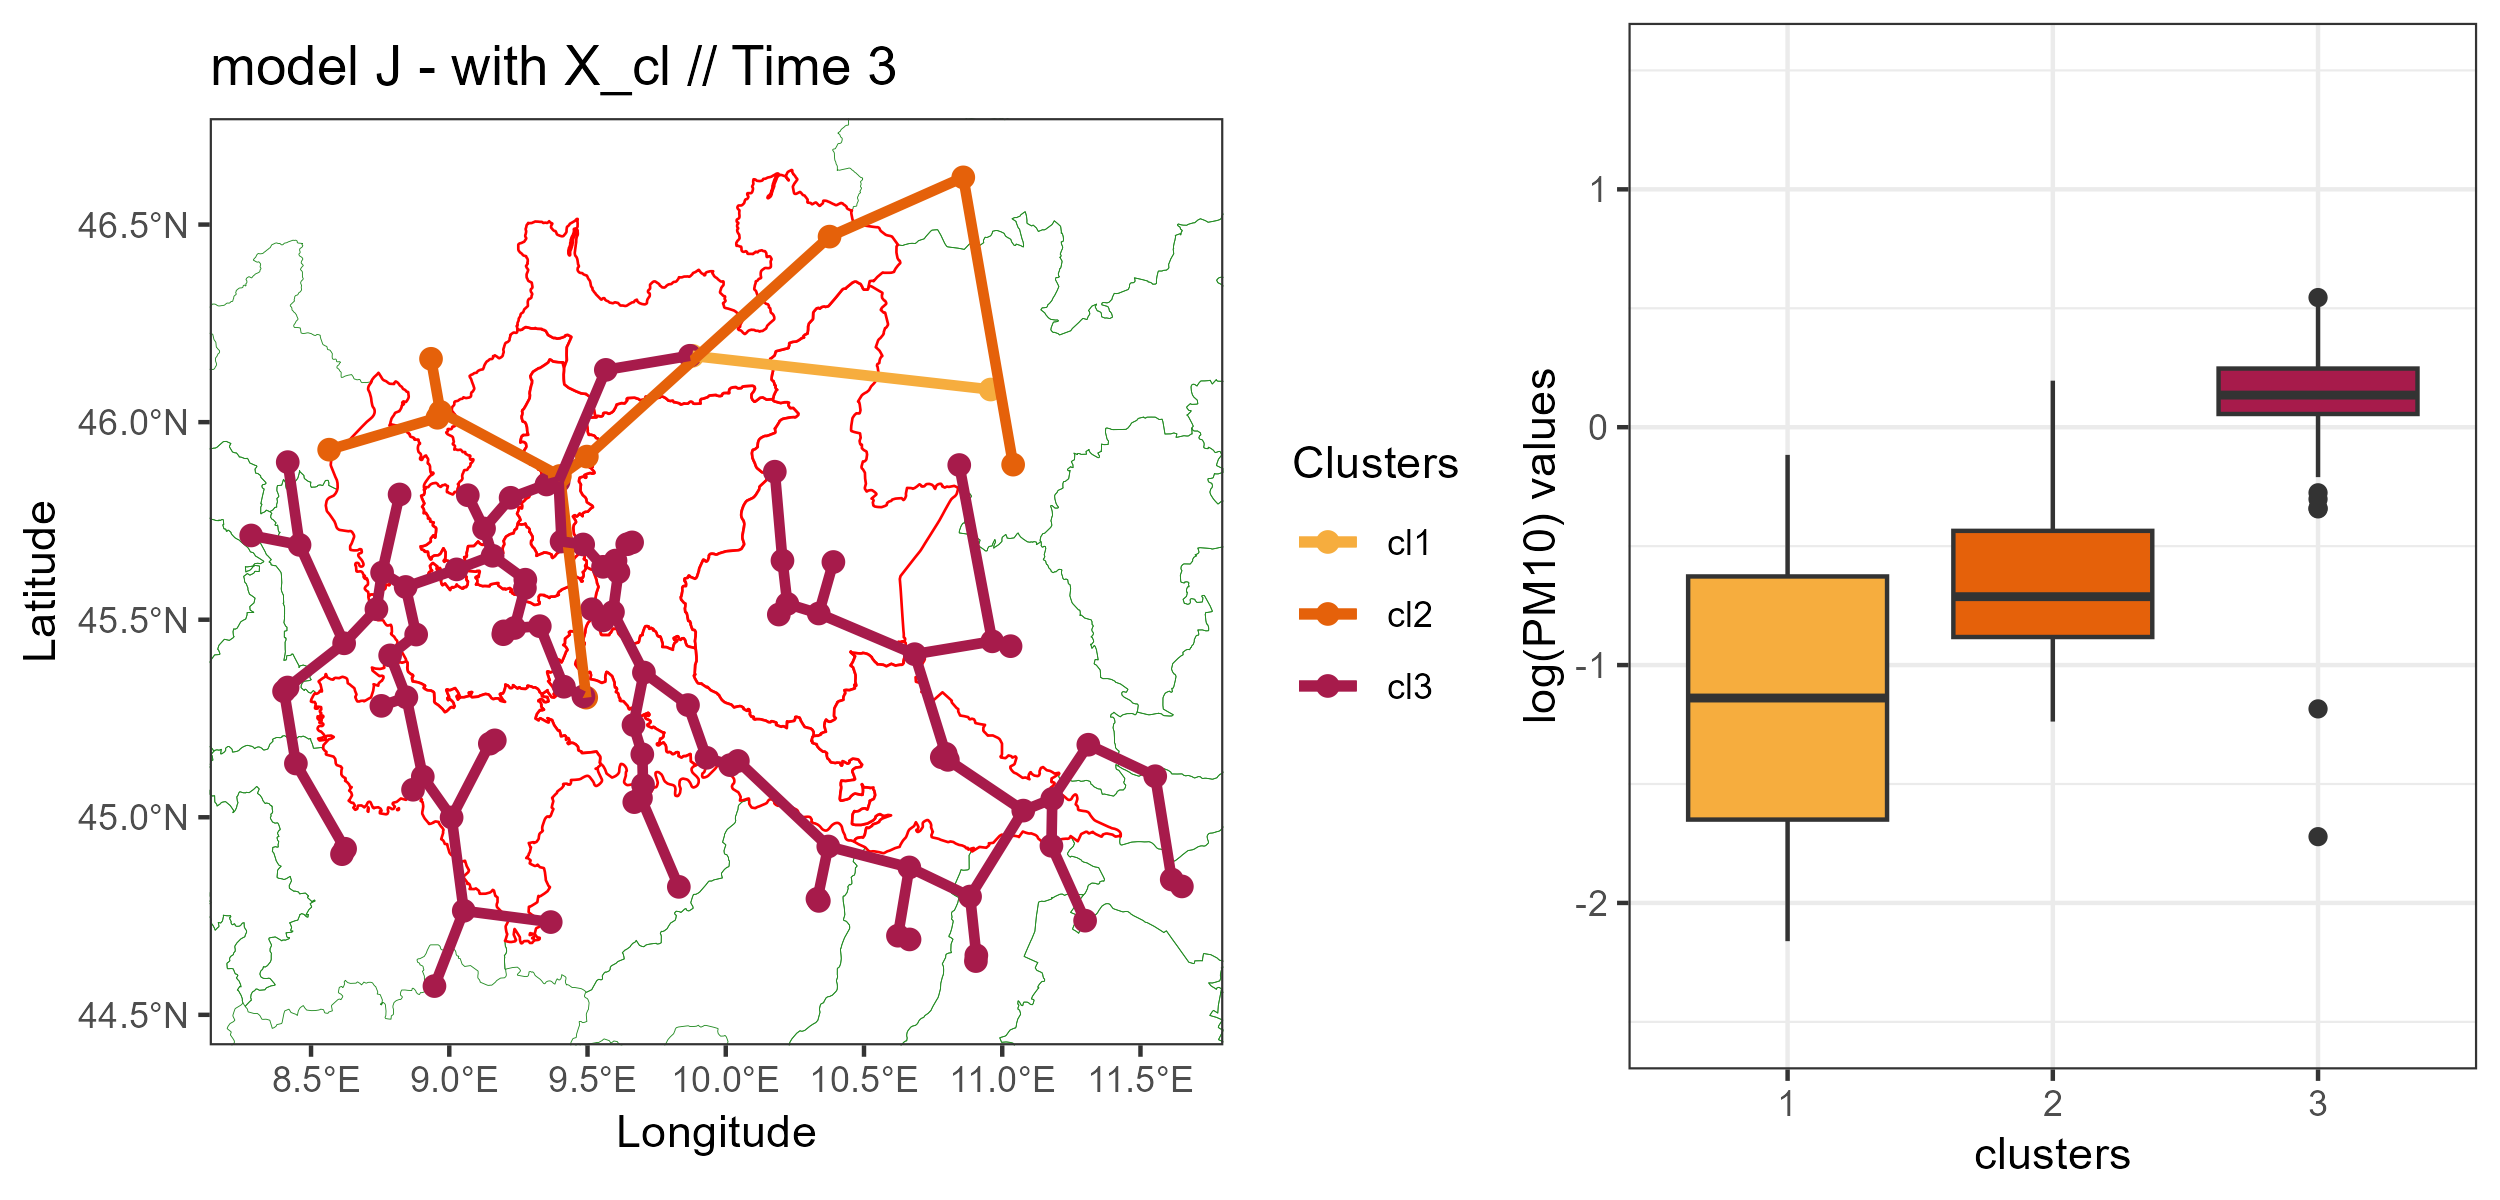 model J - with X_cl // Time 3
Latitude
46.5°N
46.0°N
45.5°N
45.0°N
44.5°N
8.5°E 9.0°E 9.5°E 10.0°E 10.5°E 11.0°E 11.5°E
Longitude
Clusters
cl1
cl2
cl3
log(PM10) values
1
0
-1
-2
1 2 3
clusters